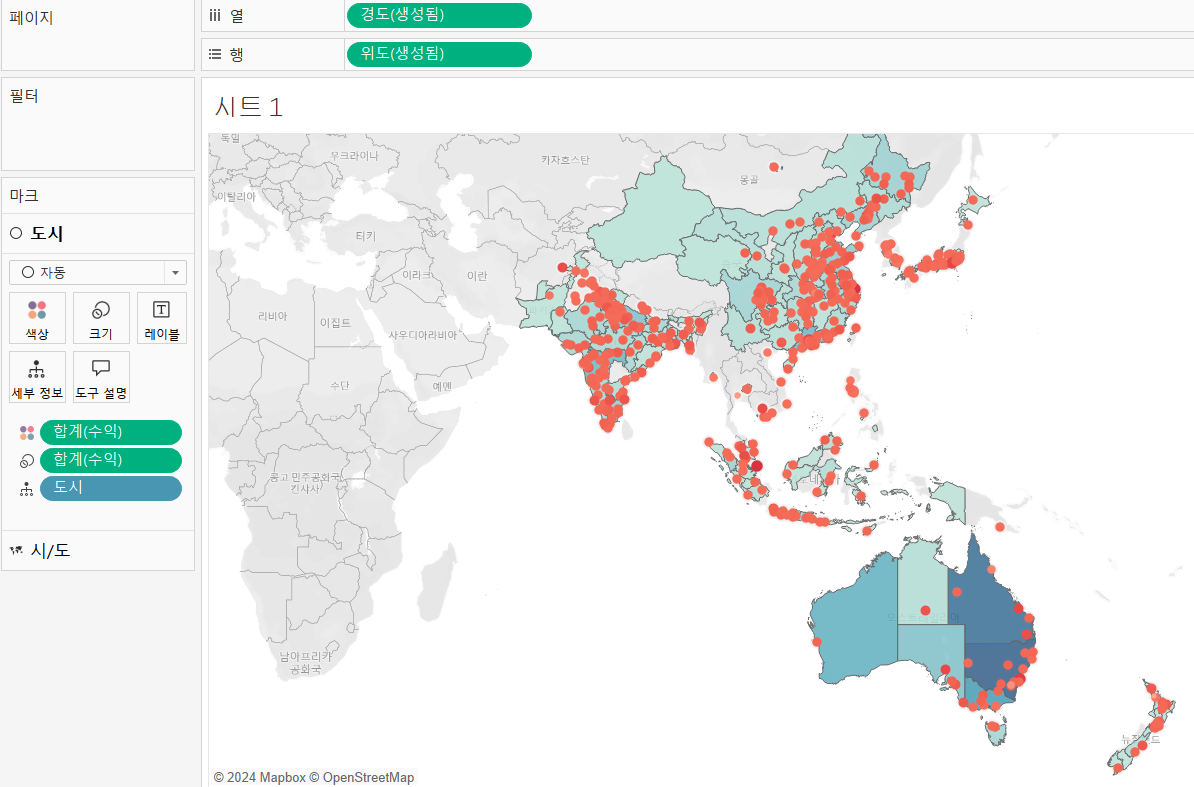 페이지
iii 열
경도(생성됨)
행
위도(생성됨)
필터
시트 1
마크
도시
자동
색상
크기
T
레이블
세부 정보
도구 설명
합계(수익)
합계(수익)
도시
시/도
독일
우크라이나
카자흐스탄
몽골
이탈리아
터키
이라크
이란
리비아
이집트
사우디아라비아
수단
예멘
콩고 민주공화국
킨샤사
남아프리카
공화국
© 2024 Mapbox © OpenStreetMap